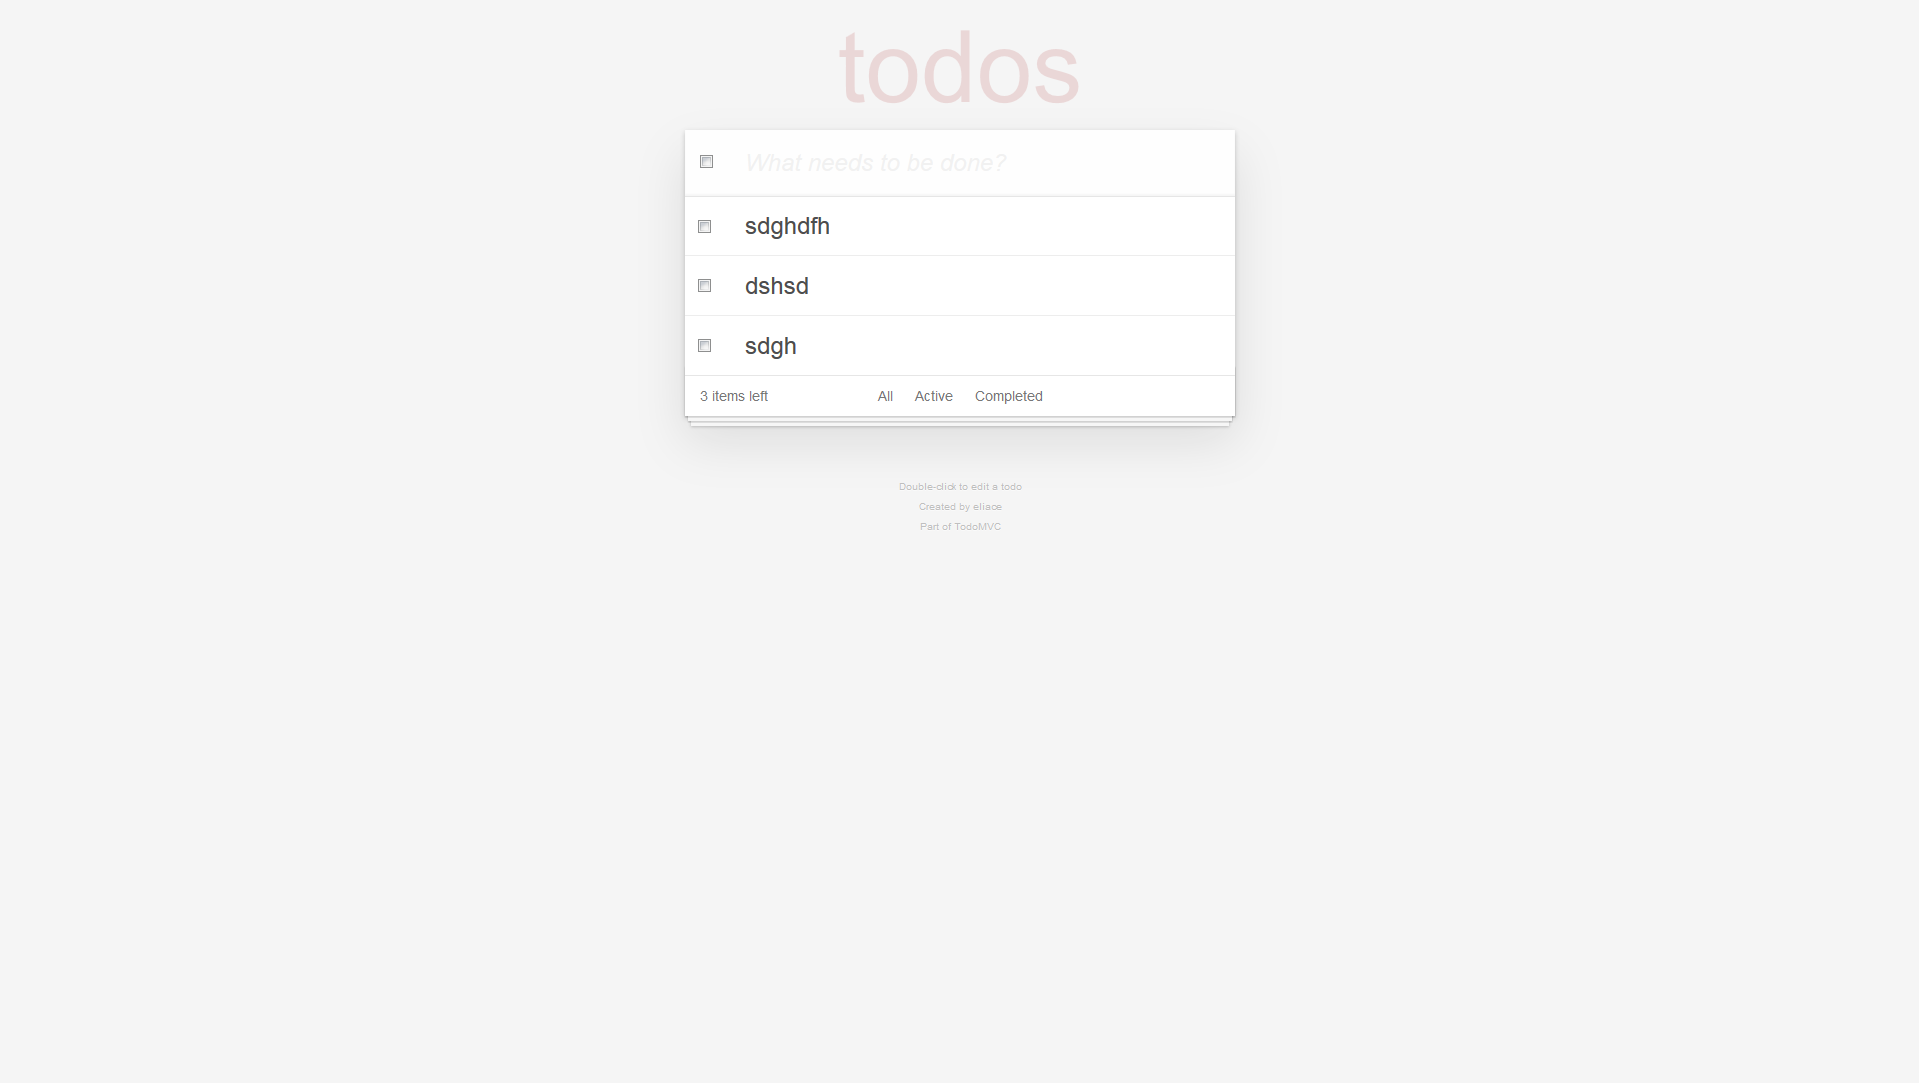 todos
What needs to be done?
sdghdfh
dshsd
sdgh
3 items left All Active Completed
Double-click to edit a todo
Created by eliace
Part of TodoMVC